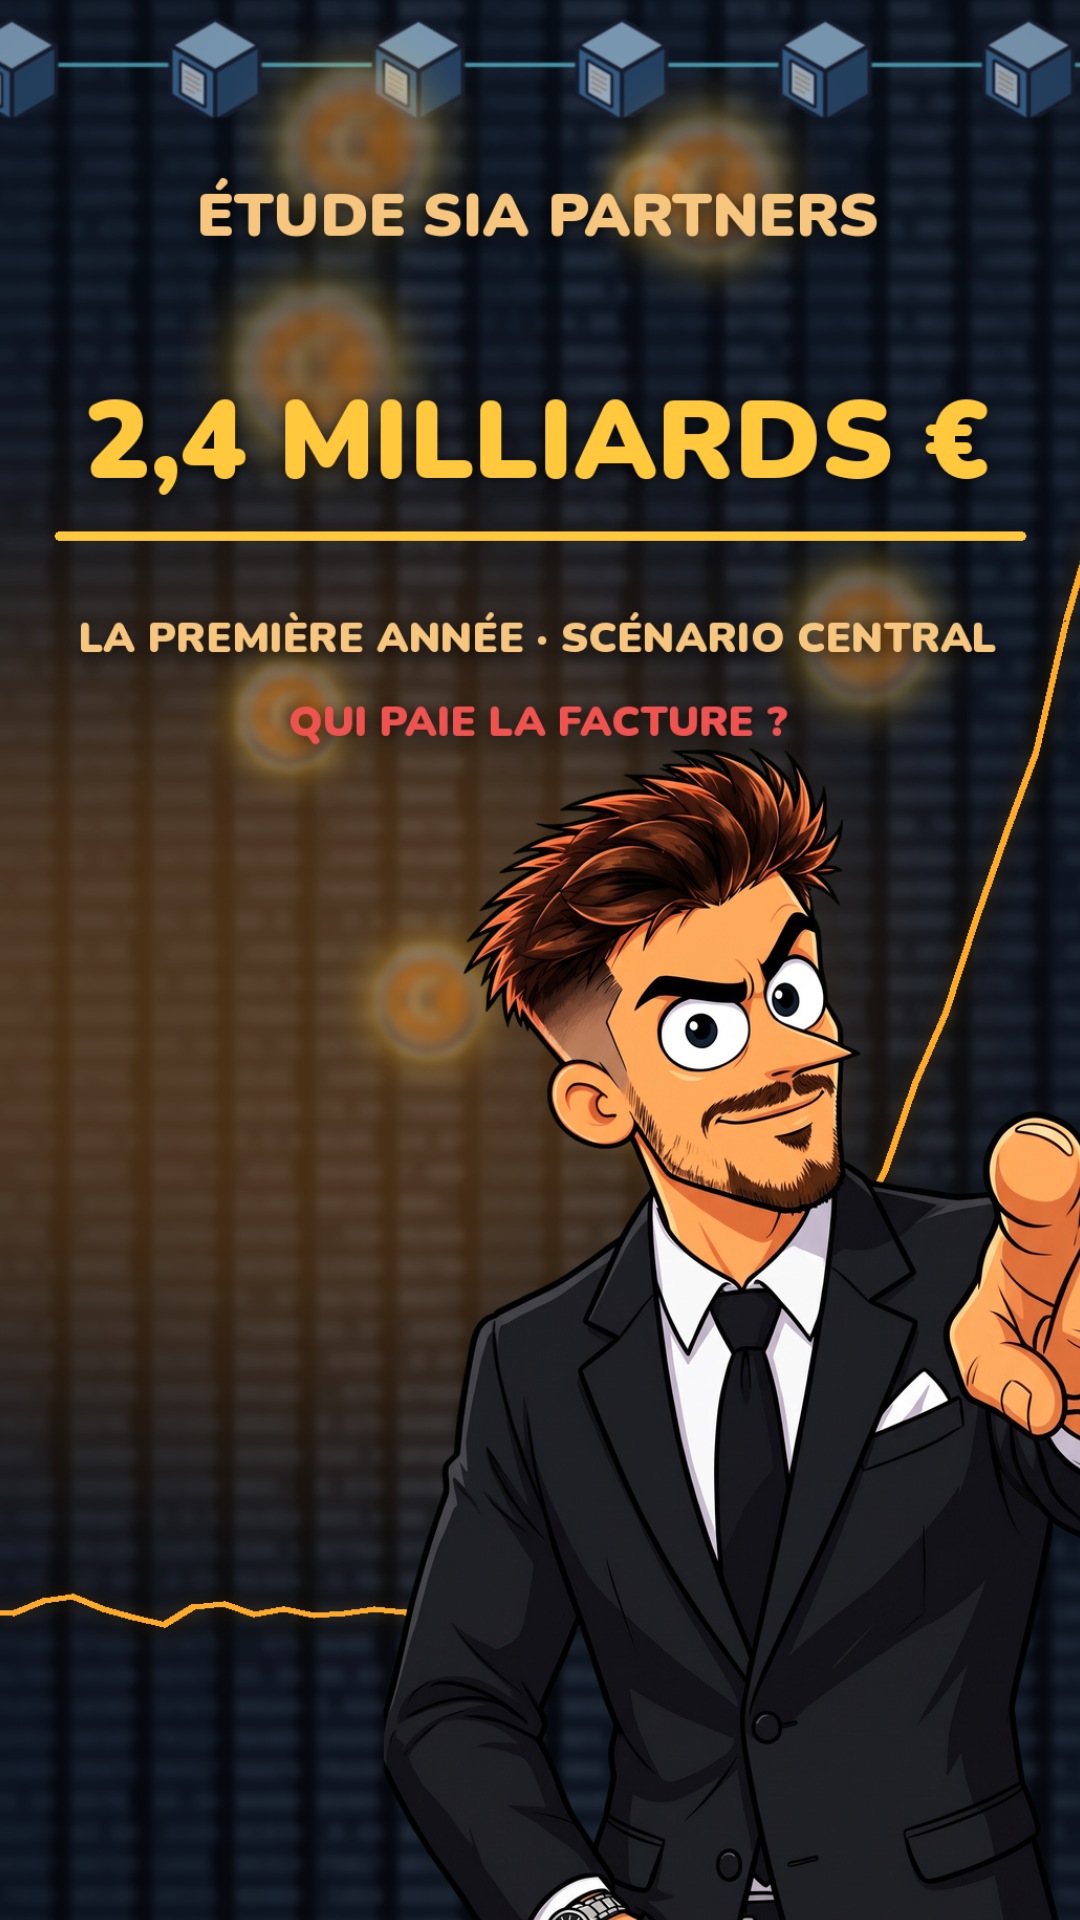 ÉTUDE SIA PARTNERS
2,4 MILLIARDS €
LA PREMIÈRE ANNÉE · SCÉNARIO CENTRAL
QUI PAIE LA FACTURE ?